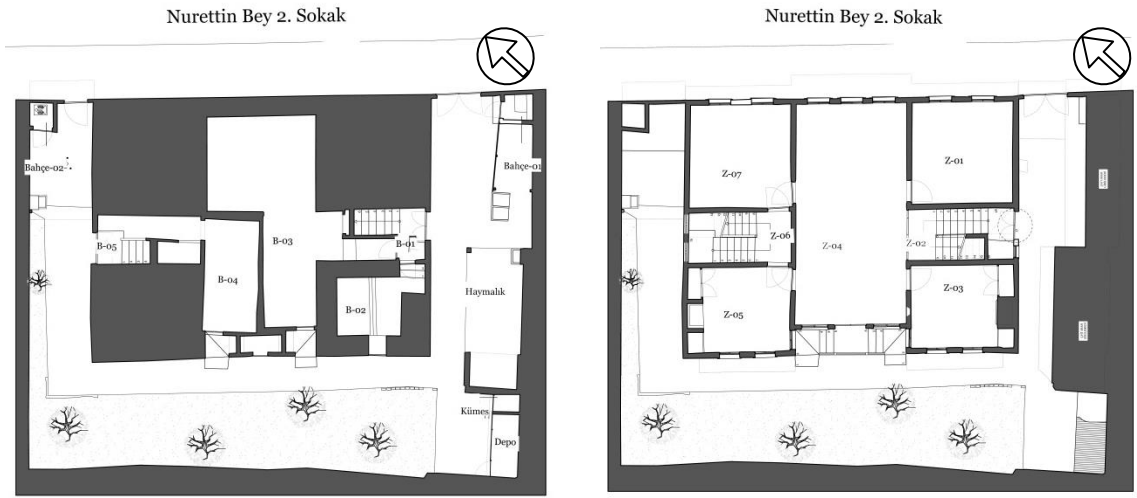 Nurettin Bey 2. Sokak
Bahçe-02
Bahçe-01
B-05
B-03
B-01
B-04
Haymalık
B-02
Kümes
Depo
Nurettin Bey 2. Sokak
Z-07
Z-01
Z-06
Z-04
Z-02
Z-03
Z-05